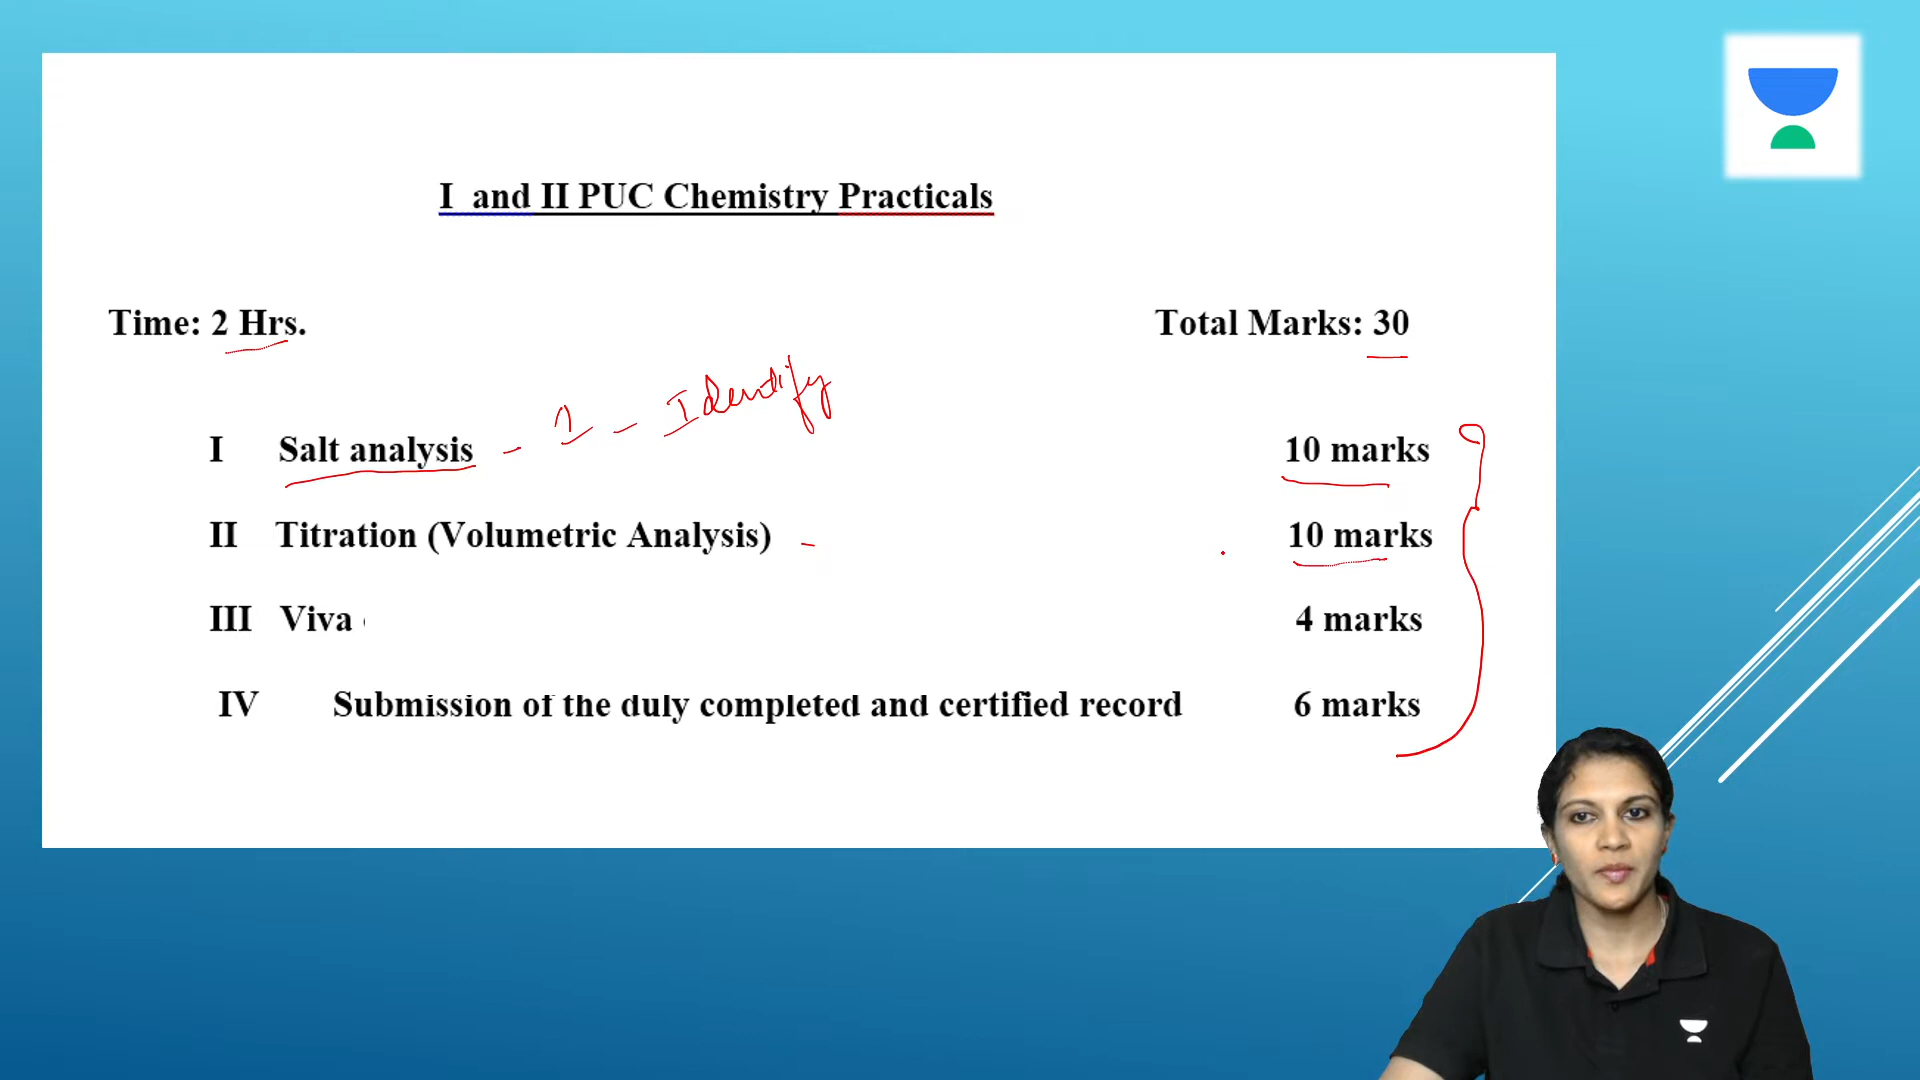 I and II PUC Chemistry Practicals
Time: 2 Hrs. Total Marks: 30
Identify
I Salt analysis 10 marks
II Titration (Volumetric Analysis) - 10 marks
III Viva 4 marks
IV Submission of the duly completed and certified record 6 marks